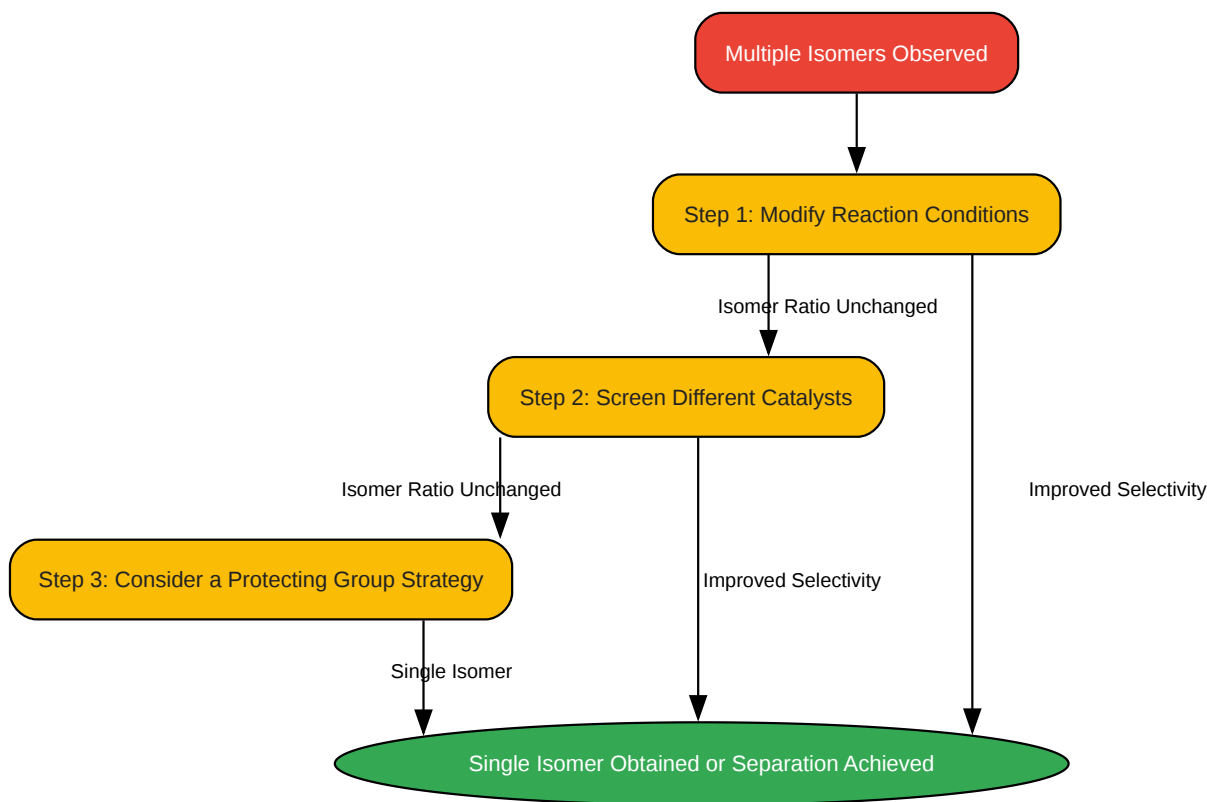 Multiple Isomers Observed
Step 1: Modify Reaction Conditions
Isomer Ratio Unchanged
Step 2: Screen Different Catalysts
Isomer Ratio Unchanged
Improved Selectivity
Step 3: Consider a Protecting Group Strategy
Improved Selectivity
Single Isomer
Single Isomer Obtained or Separation Achieved